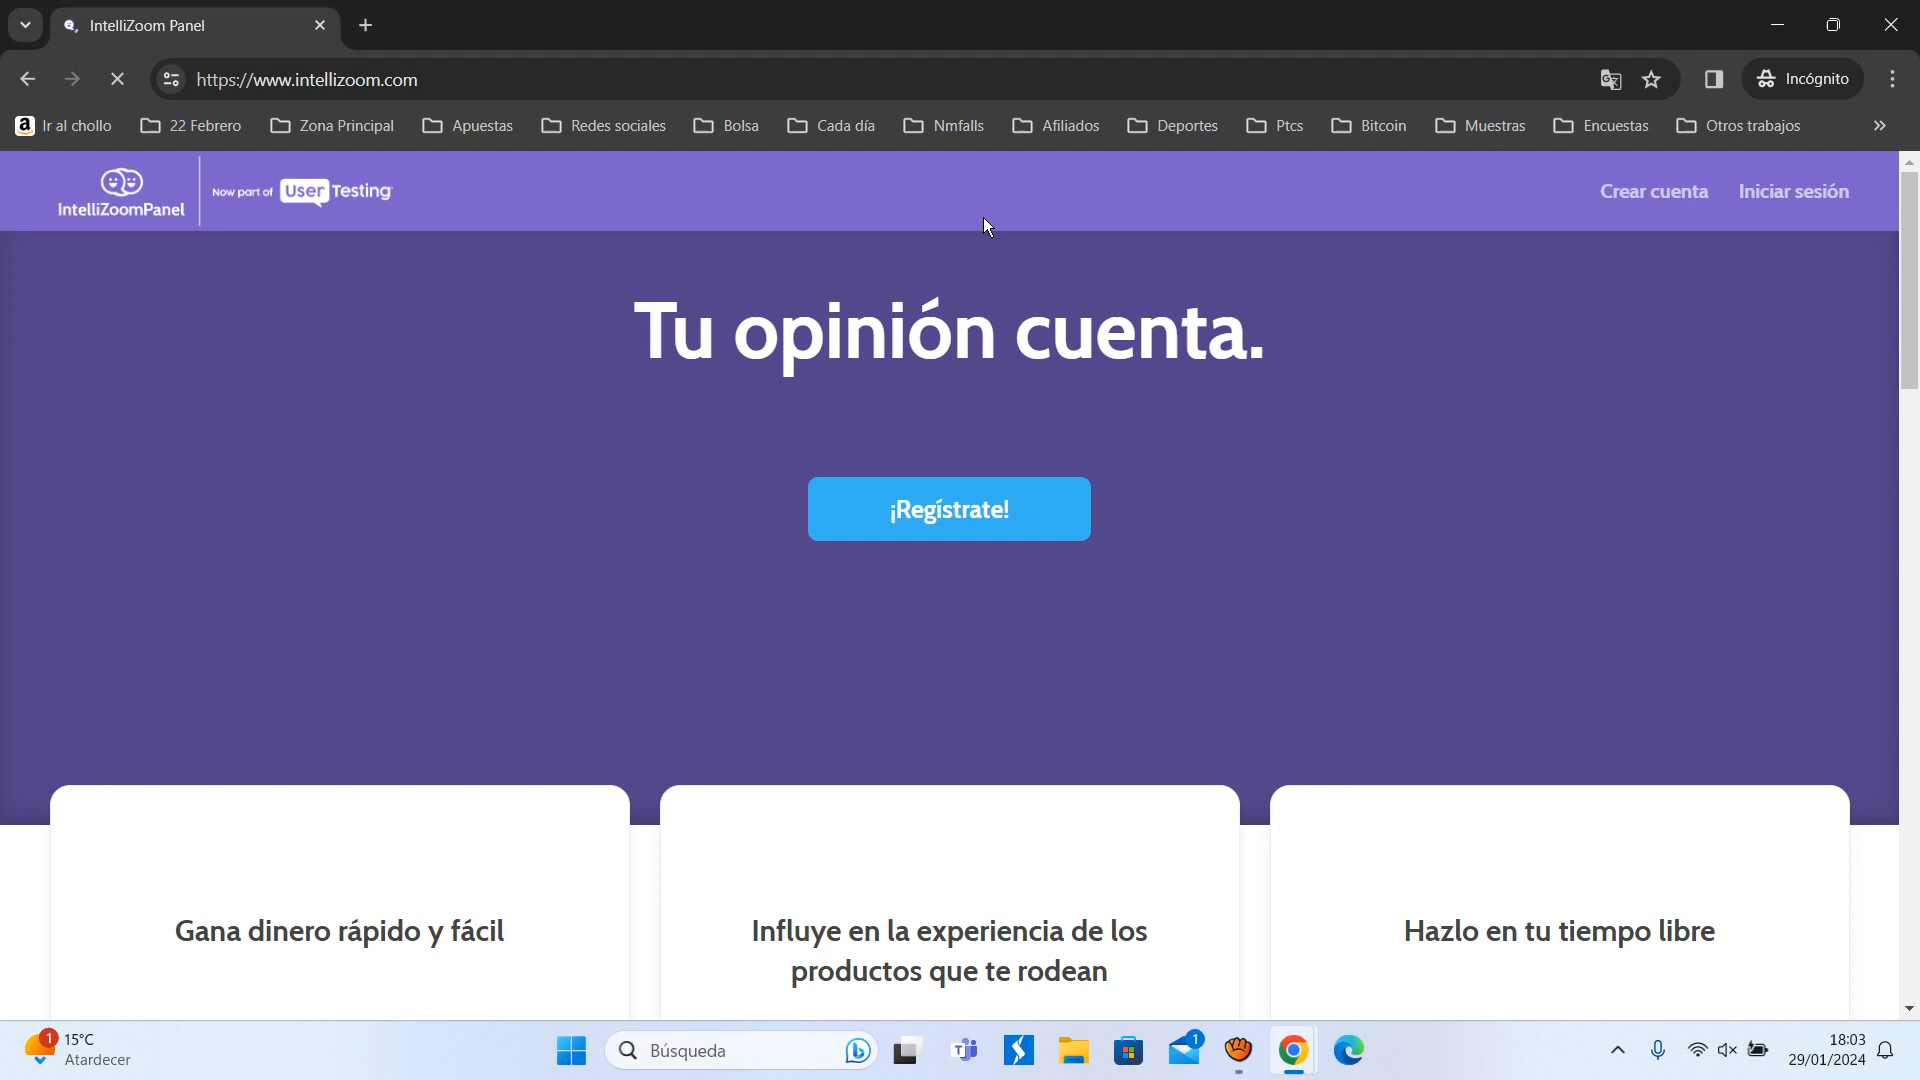 IntelliZoom Panel
https://www.intellizoom.com
Incógnito
a Ir al chollo 22 Febrero Zona Principal Apuestas Redes sociales Bolsa Cada día Nmfalls Afiliados Deportes Ptcs Bitcoin Muestras Encuestas Otros trabajos »
IntelliZoomPanel Now part of UserTesting Crear cuenta Iniciar sesión
Tu opinión cuenta.
¡Regístrate!
Gana dinero rápido y fácil
Influye en la experiencia de los
productos que te rodean
Hazlo en tu tiempo libre
1 15°C
Atardecer
Búsqueda
1
18:03
29/01/2024